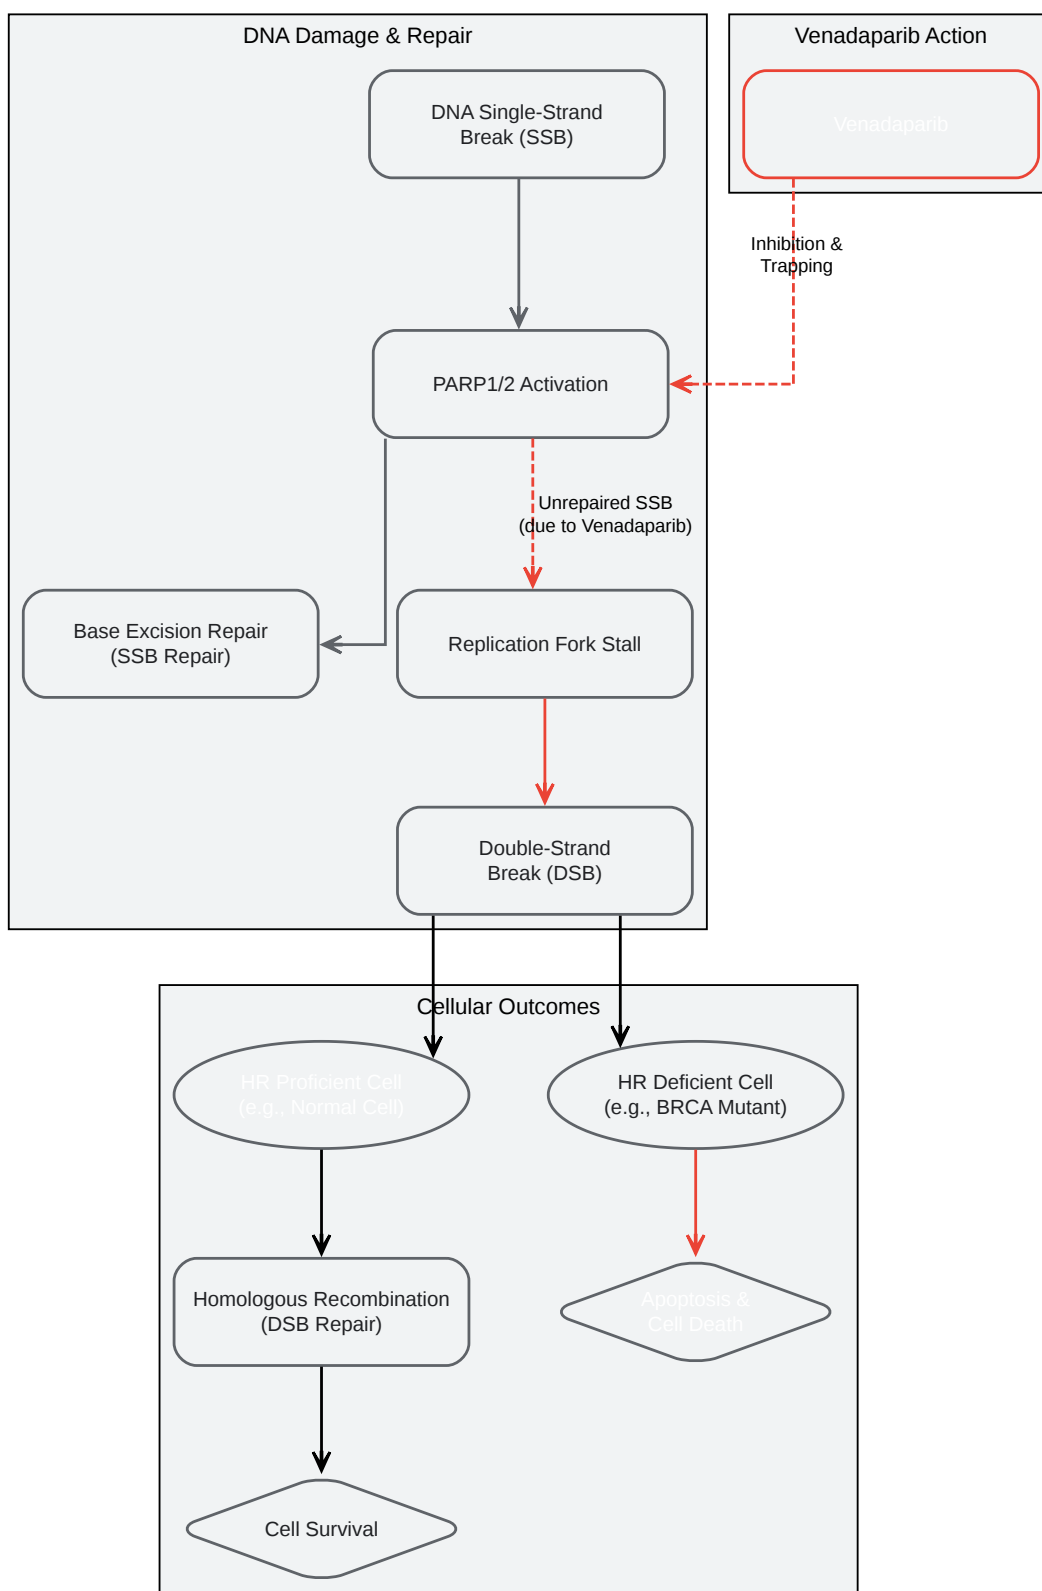 DNA Damage & Repair
Venadaparib Action
DNA Single-Strand
Break (SSB)
Venadaparib
Inhibition &
Trapping
PARP1/2 Activation
Unrepaired SSB
(due to Venadaparib)
Base Excision Repair
(SSB Repair)
Replication Fork Stall
Double-Strand
Break (DSB)
Cellular Outcomes
HR Proficient Cell
(e.g., Normal Cell)
HR Deficient Cell
(e.g., BRCA Mutant)
Homologous Recombination
(DSB Repair)
Apoptosis &
Cell Death
Cell Survival